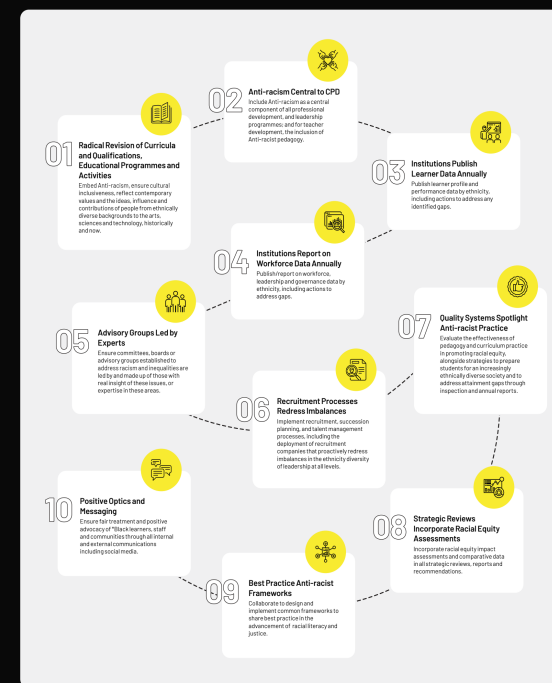 01
Radical Revision of Curricula
and Qualifications,
Educational Programmes and
Activities
Embed Anti-racism, ensure cultural
inclusiveness, reflect contemporary
values and the ideas, influence and
contributions of people from ethnically
diverse backgrounds to the arts,
sciences and technology, historically
and now.
02
Anti-racism Central to CPD
Include Anti-racism as a central
component of all professional
development, and leadership
programmes; and for teacher
development, the inclusion of
Anti-racist pedagogy.
03
Institutions Publish
Learner Data Annually
Publish learner profile and
performance data by ethnicity,
including actions to address any
identified gaps.
04
Institutions Report on
Workforce Data Annually
Publish/report on workforce,
leadership and governance data by
ethnicity, including actions to
address gaps.
05
Advisory Groups Led by
Experts
Ensure committees, boards or
advisory groups established to
address racism and inequalities are
led by and made up of those with
real insight of these issues, or
expertise in these areas.
06
Recruitment Processes
Redress Imbalances
Implement recruitment, succession
planning, and talent management
processes, including the
deployment of recruitment
companies that proactively redress
imbalances in the ethnicity diversity
of leadership at all levels.
07
Quality Systems Spotlight
Anti-racist Practice
Evaluate the effectiveness of
pedagogy and curriculum practice
in promoting racial equity,
alongside strategies to prepare
students for an increasingly
ethnically diverse society and to
address attainment gaps through
inspection and annual reports.
08
Strategic Reviews
Incorporate Racial Equity
Assessments
Incorporate racial equity impact
assessments and comparative data
in all strategic reviews, reports and
recommendations.
09
Best Practice Anti-racist
Frameworks
Collaborate to design and
implement common frameworks to
share best practice in the
advancement of racial literacy and
justice.
10
Positive Optics and
Messaging
Ensure fair treatment and positive
advocacy of *Black learners, staff
and communities through all internal
and external communications
including social media.